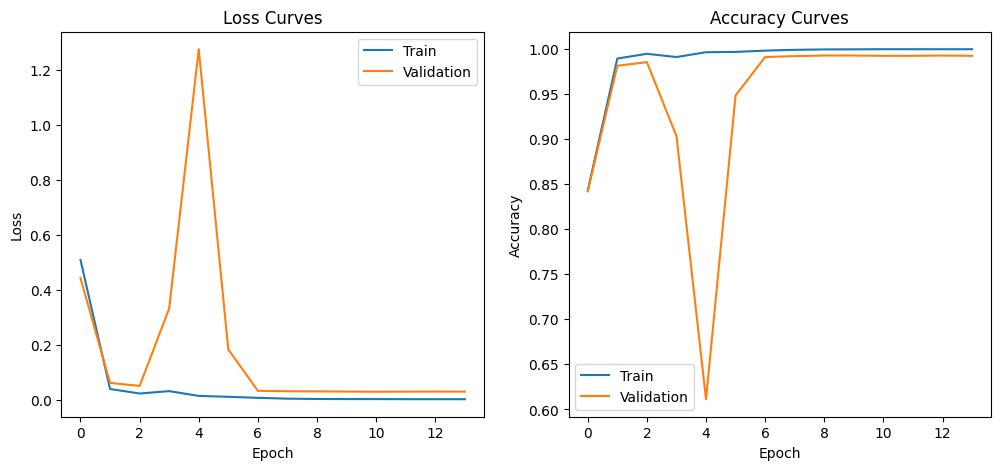 Loss Curves
Train
Validation
1.2
1.0
0.8
0.6
0.4
0.2
0.0
Loss
0 2 4 6 8 10 12
Epoch
Accuracy Curves
1.00
0.95
0.90
0.85
0.80
0.75
0.70
0.65
0.60
Accuracy
Train
Validation
0 2 4 6 8 10 12
Epoch